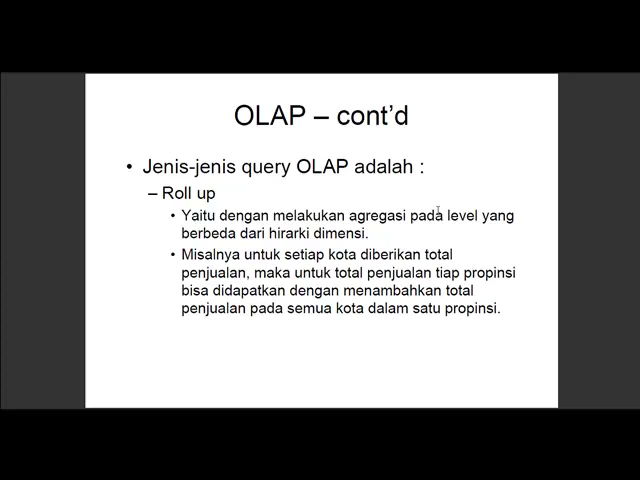 OLAP – cont’d
• Jenis-jenis query OLAP adalah :
– Roll up
• Yaitu dengan melakukan agregasi pada level yang
berbeda dari hirarki dimensi.
• Misalnya untuk setiap kota diberikan total
penjualan, maka untuk total penjualan tiap propinsi
bisa didapatkan dengan menambahkan total
penjualan pada semua kota dalam satu propinsi.